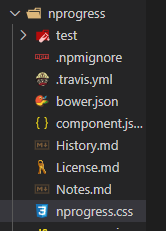 nprogress
test
.npmignore
.travis.yml
bower.json
component.js...
History.md
License.md
Notes.md
nprogress.css